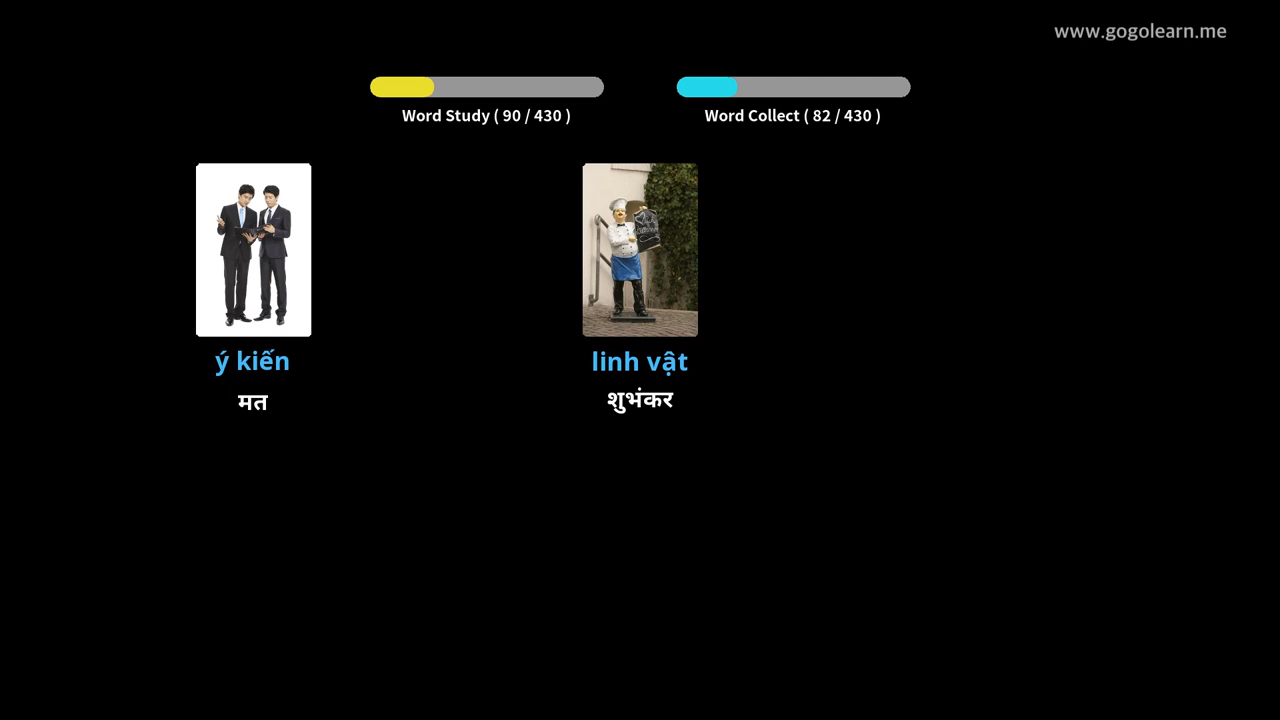 www.gogolearn.me
Word Study ( 90 / 430 )
Word Collect ( 82 / 430 )
ý kiến
मत
linh vật
शुभंकर